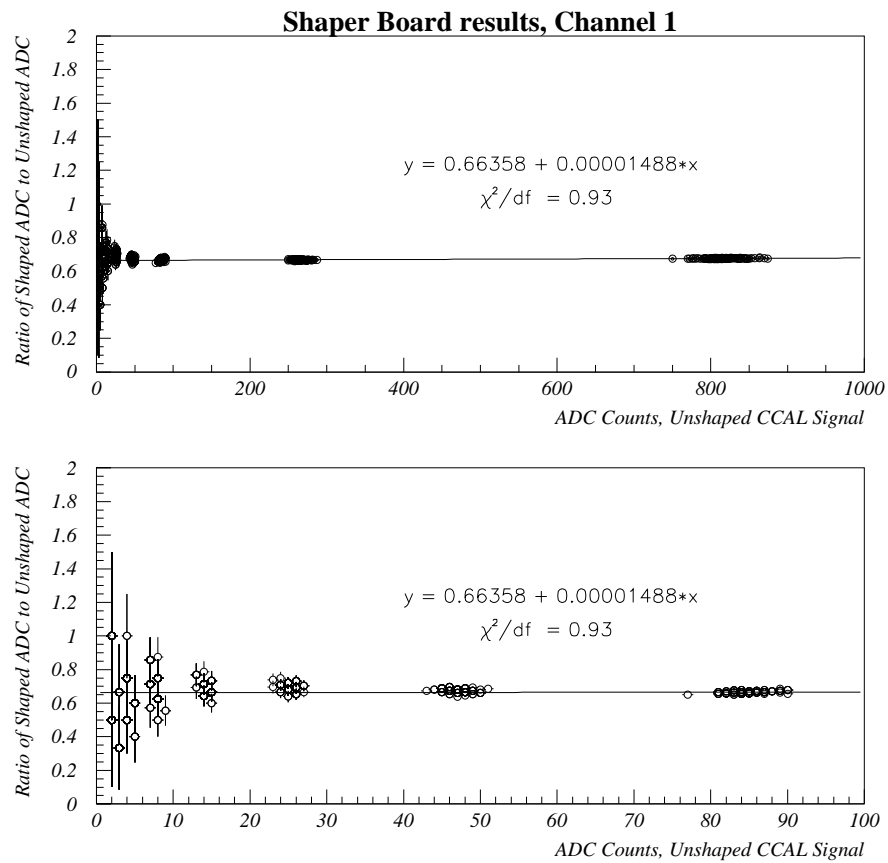 Shaper Board results, Channel 1
Ratio of Shaped ADC to Unshaped ADC
2
1.8
1.6
1.4
1.2
1
0.8
0.6
0.4
0.2
0
y = 0.66358 + 0.00001488*x
χ²/df = 0.93
0 200 400 600 800 1000
ADC Counts, Unshaped CCAL Signal
Ratio of Shaped ADC to Unshaped ADC
2
1.8
1.6
1.4
1.2
1
0.8
0.6
0.4
0.2
0
y = 0.66358 + 0.00001488*x
χ²/df = 0.93
0 10 20 30 40 50 60 70 80 90 100
ADC Counts, Unshaped CCAL Signal